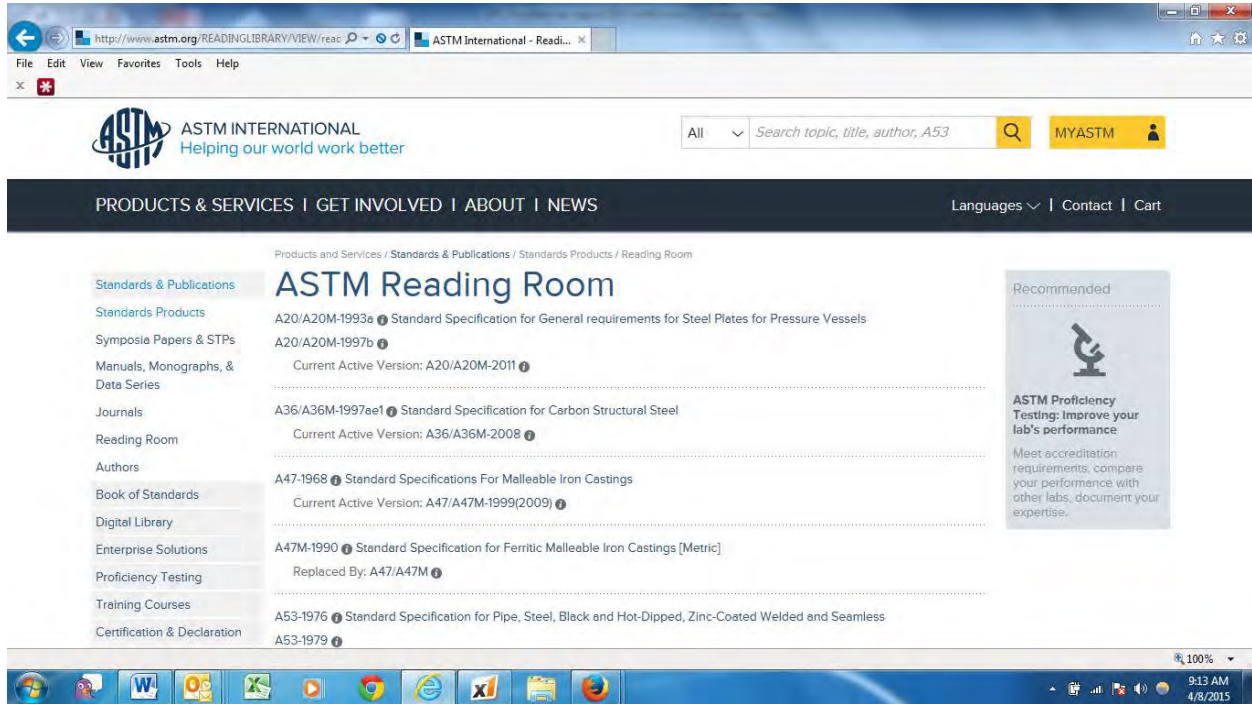 http://www.astm.org/READINGLIBRARY/VIEW/reac
ASTM International - Readi...
File Edit View Favorites Tools Help
ASTM INTERNATIONAL
Helping our world work better
All
Search topic, title, author, A53
MYASTM
PRODUCTS & SERVICES | GET INVOLVED | ABOUT | NEWS
Languages | Contact | Cart
Products and Services / Standards & Publications / Standards Products / Reading Room
Standards & Publications
Standards Products
Symposia Papers & STPs
Manuals, Monographs, &
Data Series
Journals
Reading Room
Authors
Book of Standards
Digital Library
Enterprise Solutions
Proficiency Testing
Training Courses
Certification & Declaration
ASTM Reading Room
A20/A20M-1993a Standard Specification for General requirements for Steel Plates for Pressure Vessels
A20/A20M-1997b
Current Active Version: A20/A20M-2011
A36/A36M-1997ae1 Standard Specification for Carbon Structural Steel
Current Active Version: A36/A36M-2008
A47-1968 Standard Specifications For Malleable Iron Castings
Current Active Version: A47/A47M-1999(2009)
A47M-1990 Standard Specification for Ferritic Malleable Iron Castings [Metric]
Replaced By: A47/A47M
A53-1976 Standard Specification for Pipe, Steel, Black and Hot-Dipped, Zinc-Coated Welded and Seamless
A53-1979
Recommended
ASTM Proficiency
Testing: Improve your
lab's performance
Meet accreditation
requirements, compare
your performance with
other labs, document your
expertise.
100%
9:13 AM
4/8/2015